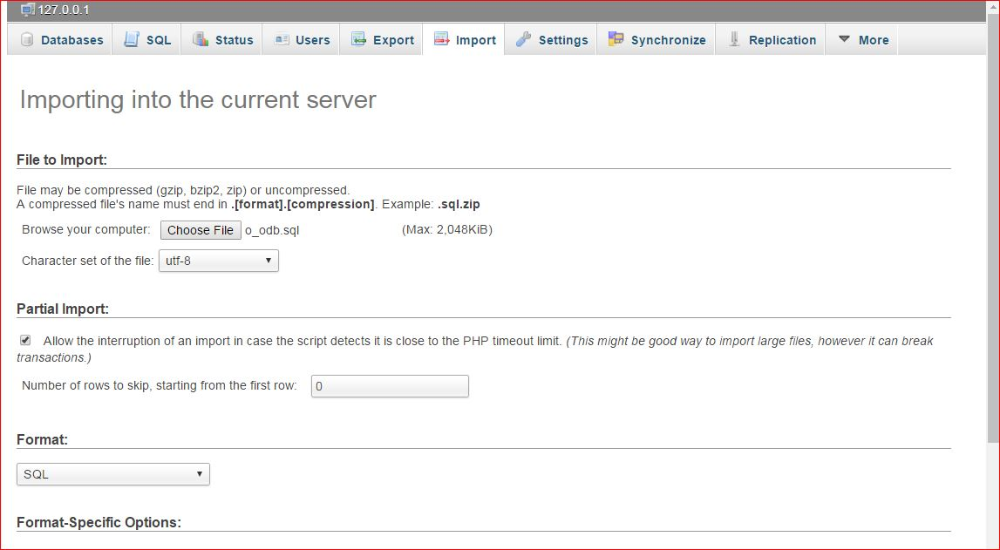 127.0.0.1
Databases SQL Status Users Export Import Settings Synchronize Replication More
Importing into the current server
File to Import:
File may be compressed (gzip, bzip2, zip) or uncompressed.
A compressed file's name must end in .[format].[compression]. Example: .sql.zip
Browse your computer: Choose File o_odb.sql (Max: 2,048KiB)
Character set of the file: utf-8
Partial Import:
Allow the interruption of an import in case the script detects it is close to the PHP timeout limit. (This might be good way to import large files, however it can break
transactions.)
Number of rows to skip, starting from the first row: 0
Format:
SQL
Format-Specific Options: